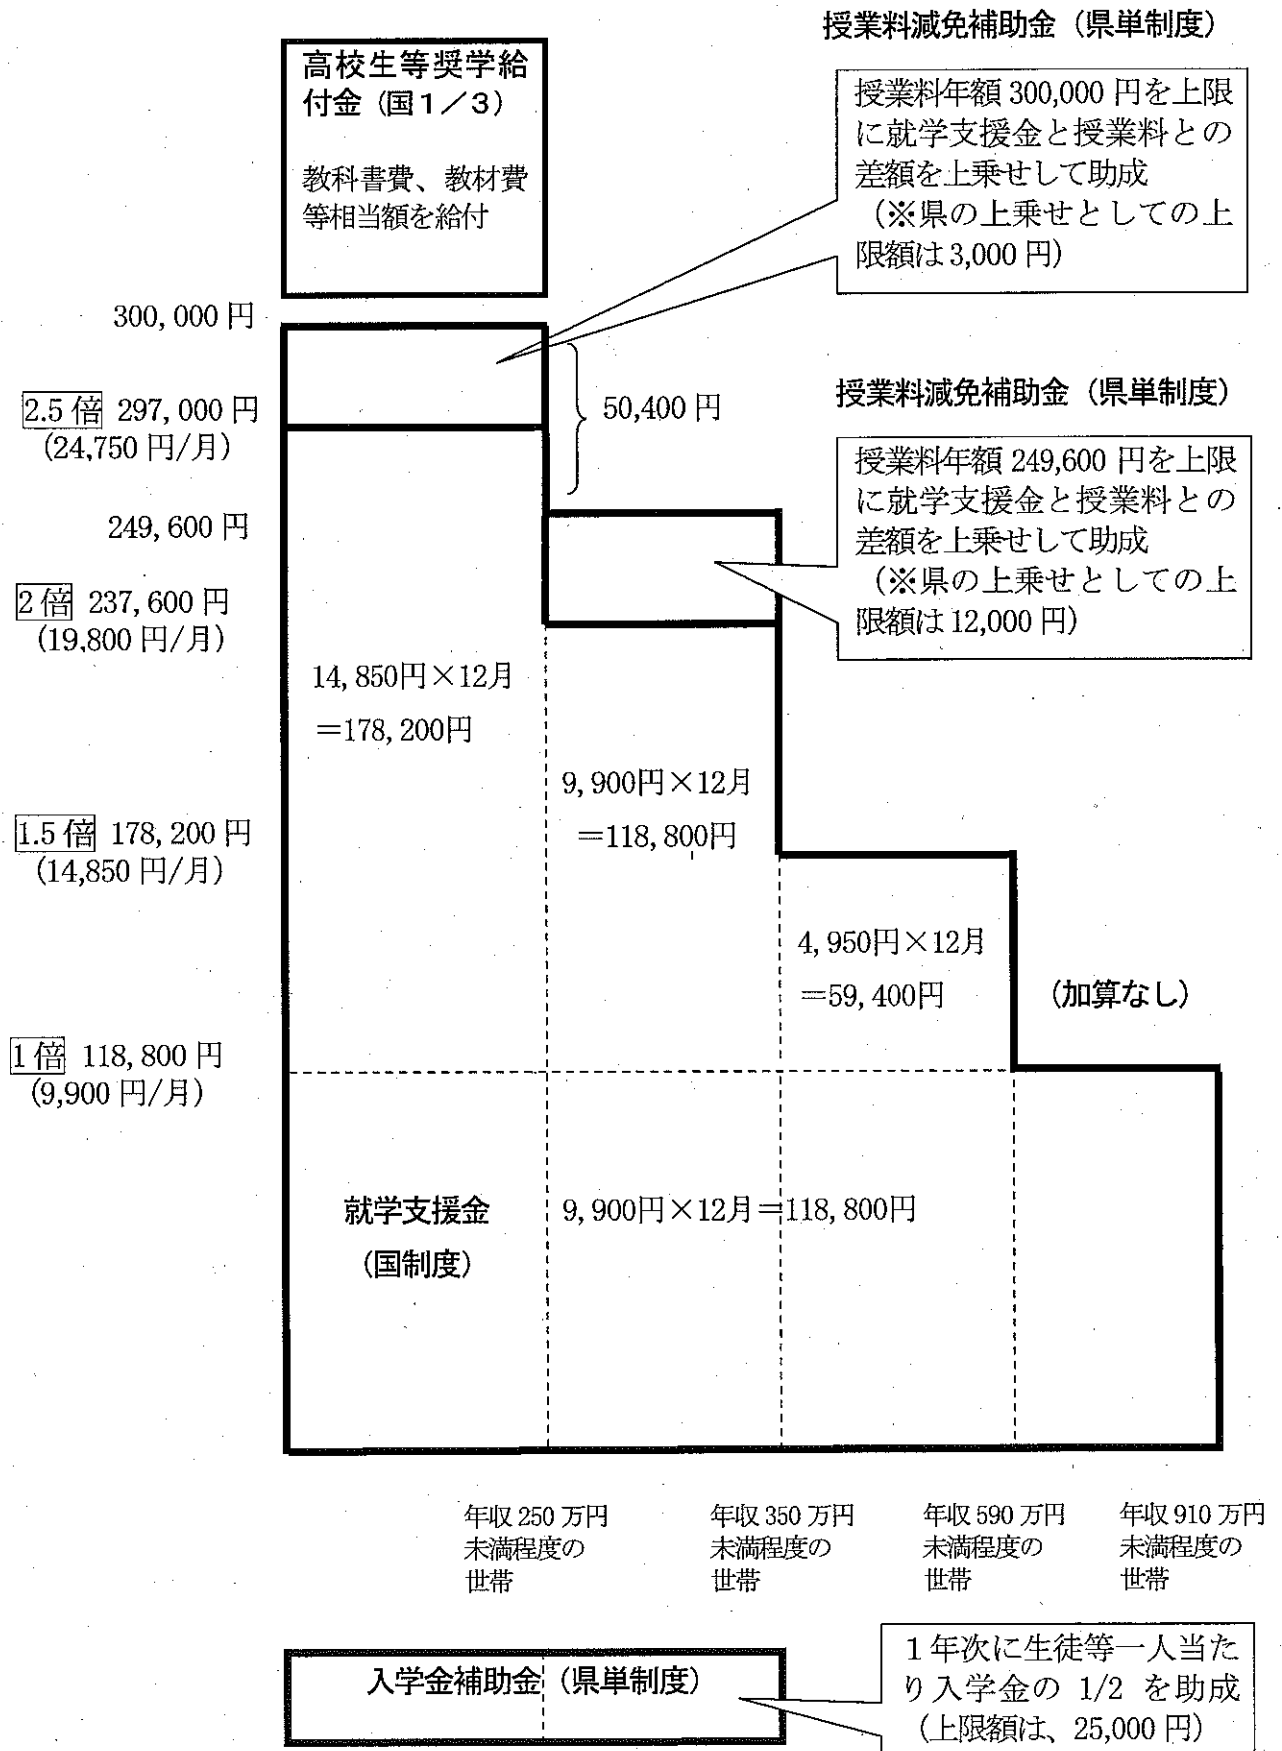 授業料減免補助金（県単制度）
高校生等奨学給
付金（国１／３）
教科書費、教材費
等相当額を給付
授業料年額 300,000 円を上限
に就学支援金と授業料との
差額を上乗せして助成
（※県の上乗せとしての上
限額は 3,000 円）
300,000 円
2.5 倍 297,000 円
(24,750 円/月)
50,400 円
授業料減免補助金（県単制度）
授業料年額 249,600 円を上限
に就学支援金と授業料との
差額を上乗せして助成
（※県の上乗せとしての上
限額は 12,000 円）
249,600 円
2 倍 237,600 円
(19,800 円/月)
14,850円×12月
＝178,200円
9,900円×12月
＝118,800円
1.5 倍 178,200 円
(14,850 円/月)
4,950円×12月
＝59,400円
（加算なし）
1 倍 118,800 円
(9,900 円/月)
就学支援金
（国制度）
9,900円×12月＝118,800円
年収 250 万円
未満程度の
世帯
年収 350 万円
未満程度の
世帯
年収 590 万円
未満程度の
世帯
年収 910 万円
未満程度の
世帯
入学金補助金（県単制度）
１年次に生徒等一人当た
り入学金の 1/2 を助成
（上限額は、25,000 円）